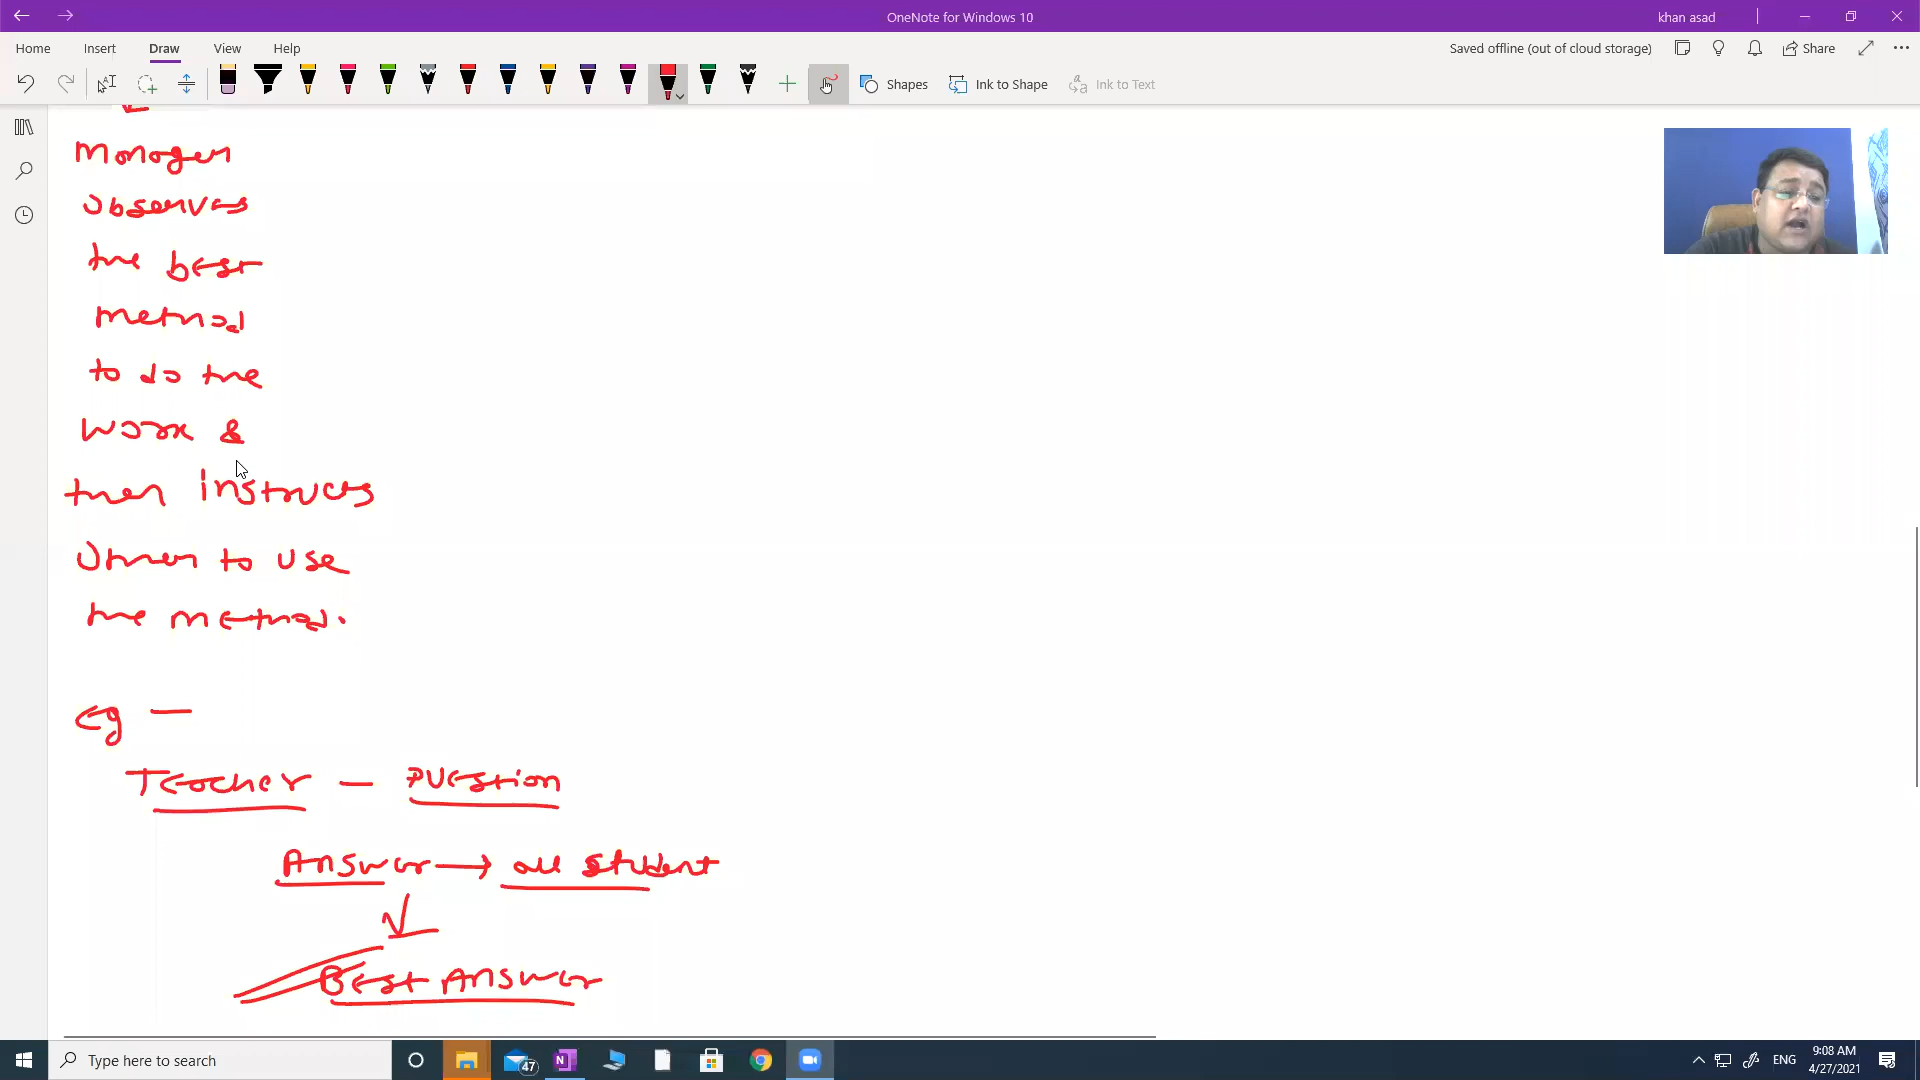 OneNote for Windows 10
khan asad
Home Insert Draw View Help
Saved offline (out of cloud storage)
Share
Shapes
Ink to Shape
Ink to Text
Manager
observes
the best
method
to do the
work &
then instructs
other to use
the method.
eg —
Teacher — Question
Answer → all student
Best Answer
Type here to search
47
ENG
9:08 AM
4/27/2021